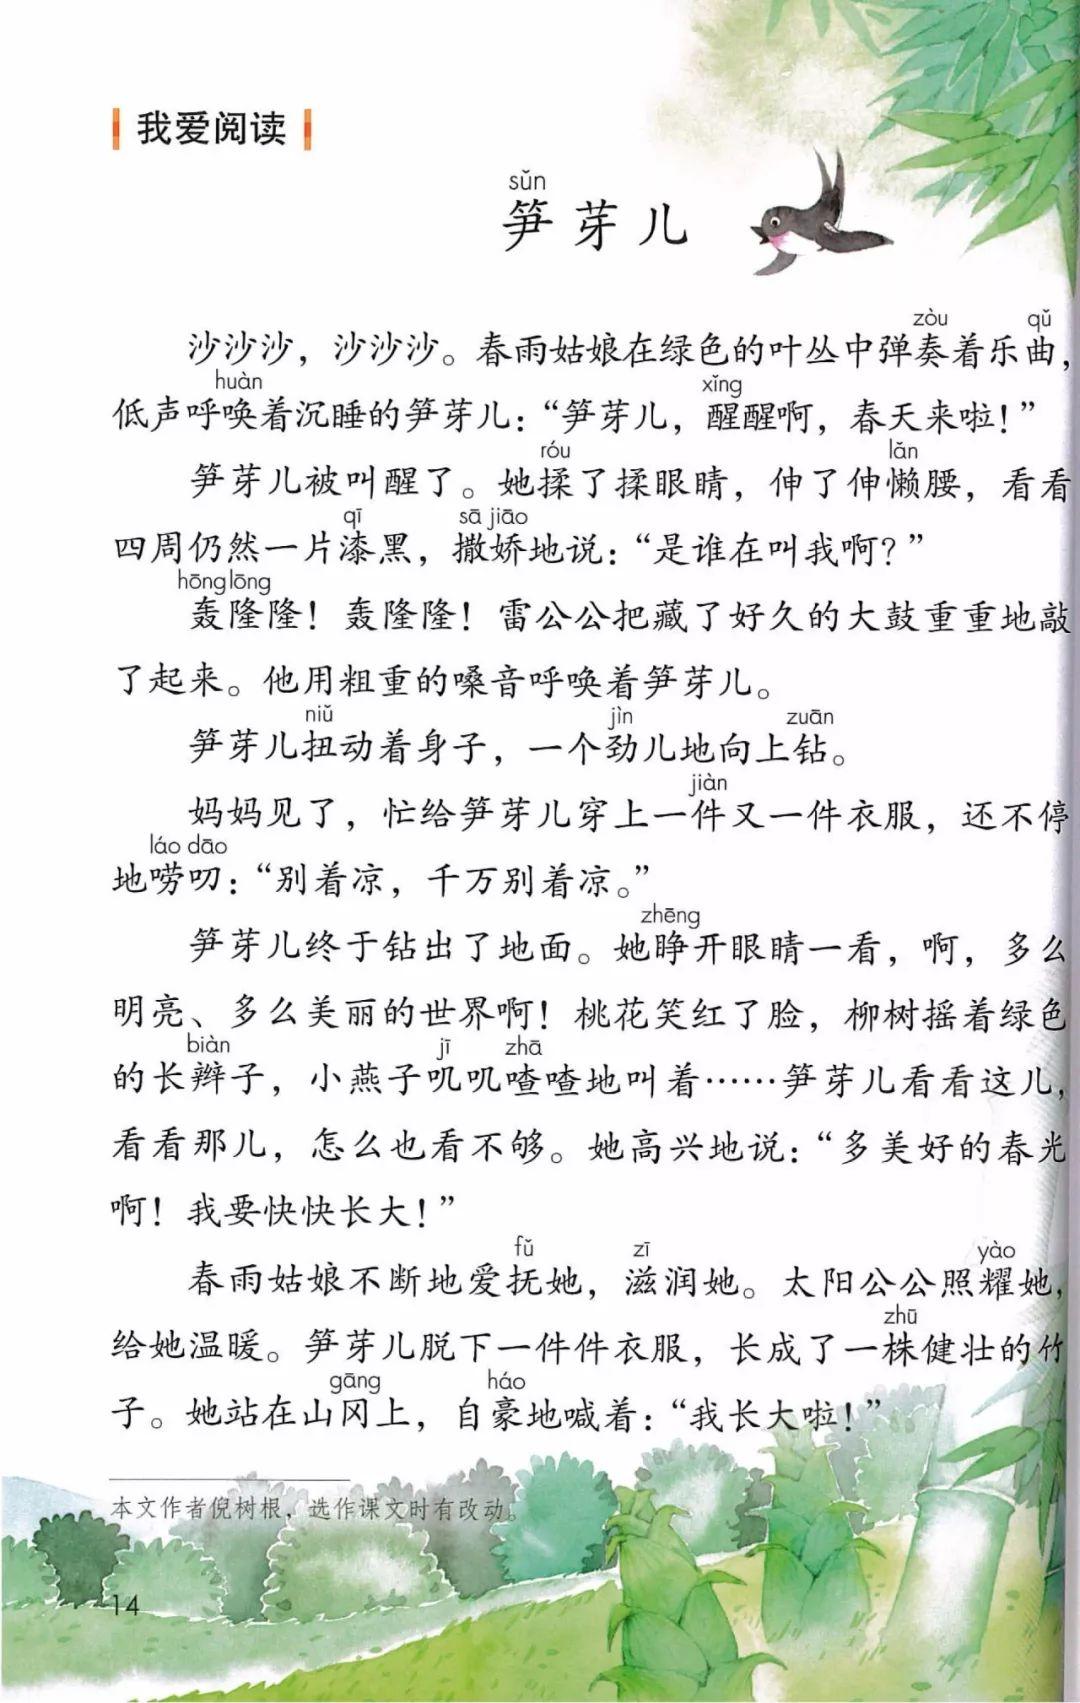 我爱阅读
sǔn
笋芽儿
zòu qǔ
沙沙沙，沙沙沙。春雨姑娘在绿色的叶丛中弹奏着乐曲，
huàn xǐng
低声呼唤着沉睡的笋芽儿：“笋芽儿，醒醒啊，春天来啦！”
róu lǎn
笋芽儿被叫醒了。她揉了揉眼睛，伸了伸懒腰，看看
qī sā jiāo
四周仍然一片漆黑，撒娇地说：“是谁在叫我啊？”
hōng lōng
轰隆隆！轰隆隆！雷公公把藏了好久的大鼓重重地敲
了起来。他用粗重的嗓音呼唤着笋芽儿。
niǔ jìn zuān
笋芽儿扭动着身子，一个劲儿地向上钻。
jiàn
妈妈见了，忙给笋芽儿穿上一件又一件衣服，还不停
láo dāo
地唠叨：“别着凉，千万别着凉。”
zhēng
笋芽儿终于钻出了地面。她睁开眼睛一看，啊，多么
明亮、多么美丽的世界啊！桃花笑红了脸，柳树摇着绿色
biàn jī zhā
的长辫子，小燕子叽叽喳喳地叫着……笋芽儿看看这儿，
看看那儿，怎么也看不够。她高兴地说：“多美好的春光
啊！我要快快长大！”
fǔ zī yào
春雨姑娘不断地爱抚她，滋润她。太阳公公照耀她，
zhū
给她温暖。笋芽儿脱下一件件衣服，长成了一株健壮的竹
gāng háo
子。她站在山冈上，自豪地喊着：“我长大啦！”
本文作者倪树根，选作课文时有改动。
14